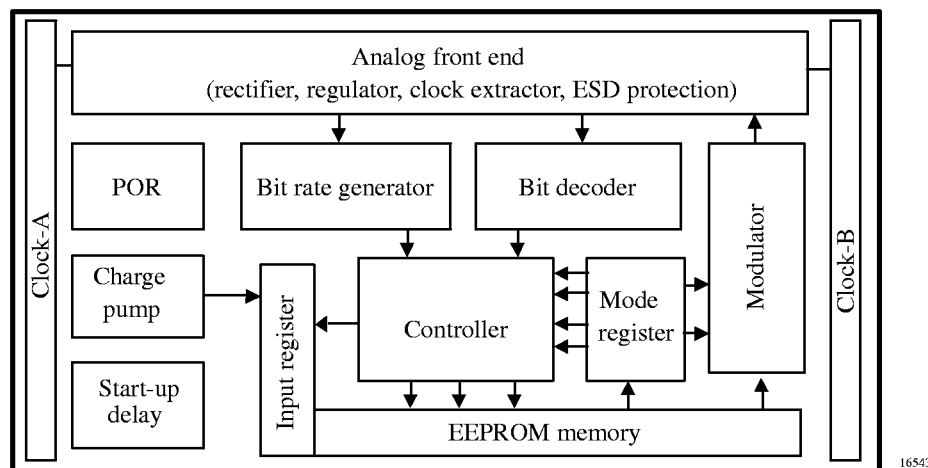 Analog front end
(rectifier, regulator, clock extractor, ESD protection)
Clock-A
POR
Bit rate generator
Bit decoder
Modulator
Clock-B
Charge
pump
Input register
Controller
Mode
register
Start-up
delay
EEPROM memory